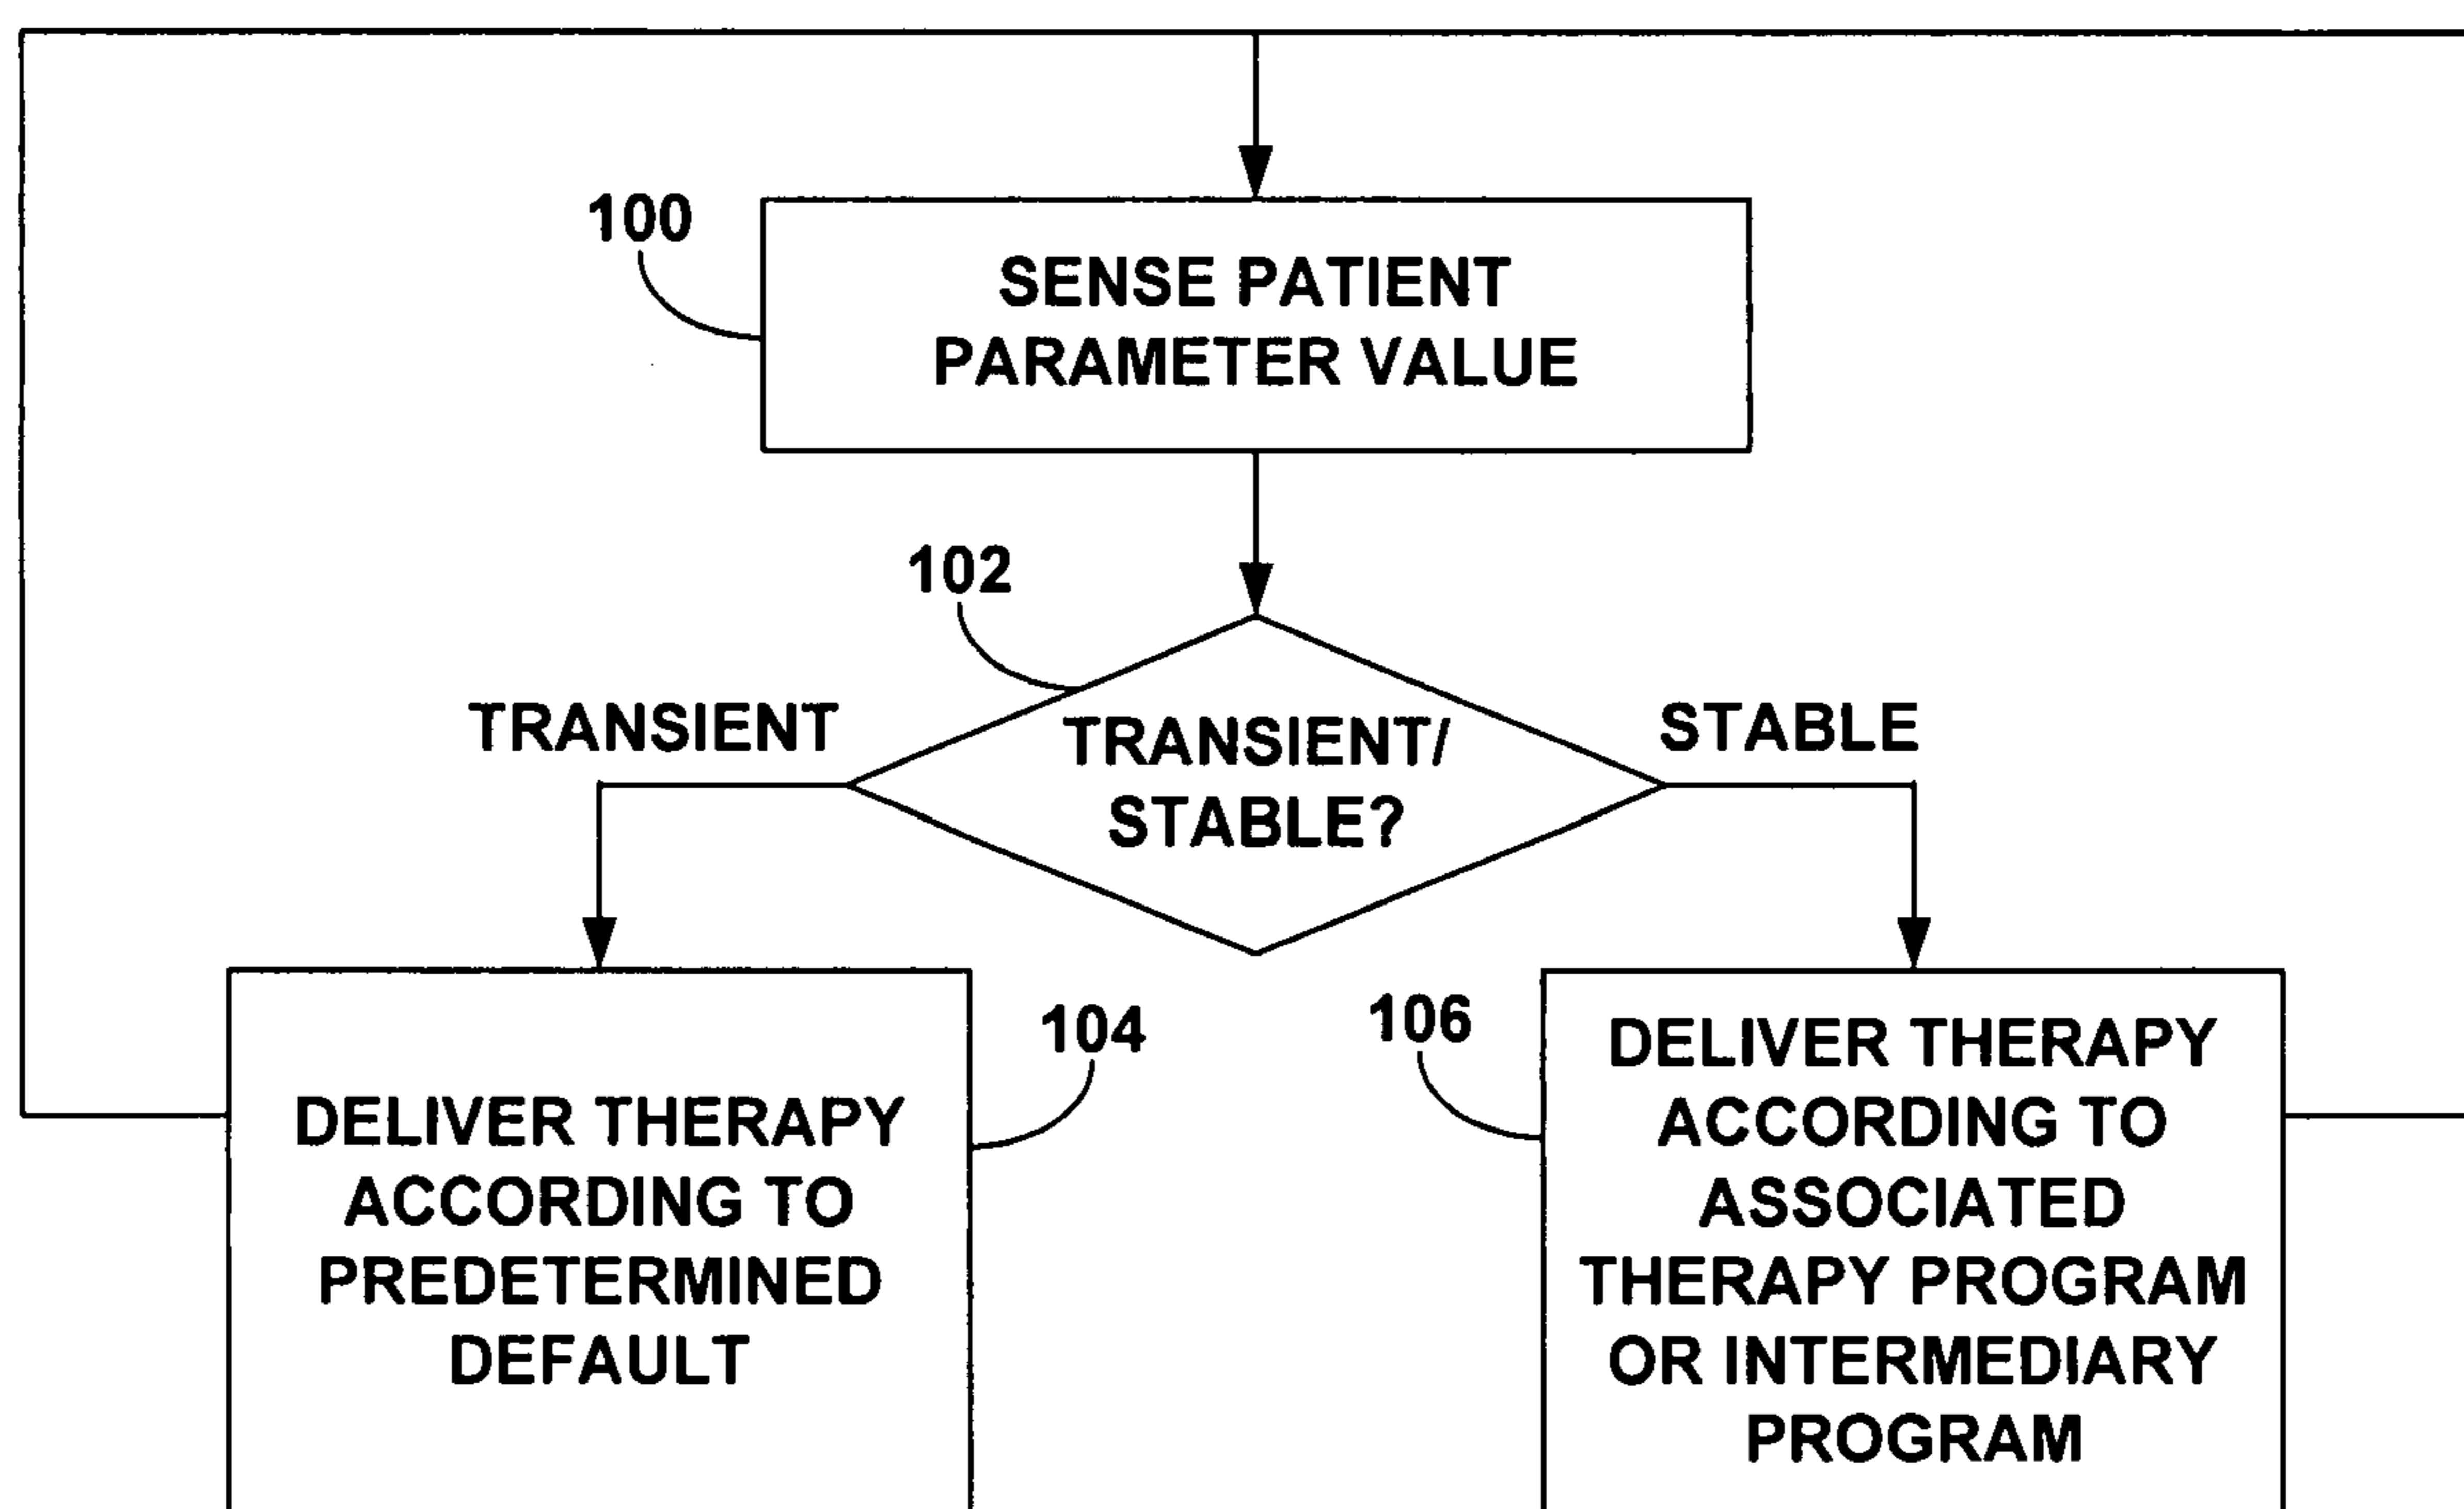 100
SENSE PATIENT
PARAMETER VALUE
102
TRANSIENT
TRANSIENT/
STABLE?
STABLE
104
DELIVER THERAPY
ACCORDING TO
PREDETERMINED
DEFAULT
106
DELIVER THERAPY
ACCORDING TO
ASSOCIATED
THERAPY PROGRAM
OR INTERMEDIARY
PROGRAM